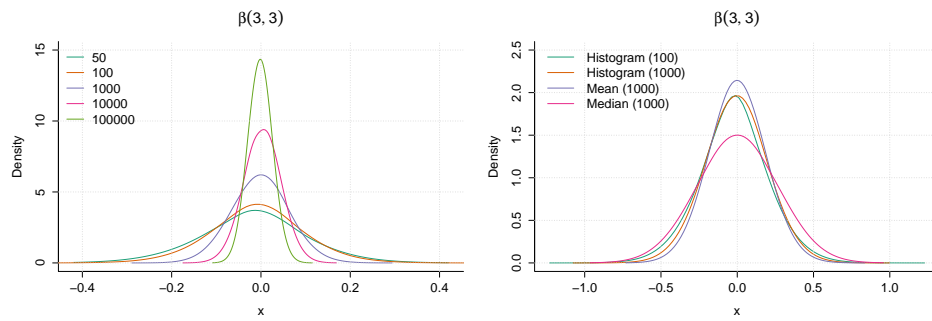 β(3, 3)
15
10
5
0
Density
50
100
1000
10000
100000
−0.4
−0.2
0.0
0.2
0.4
x
β(3, 3)
2.5
2.0
1.5
1.0
0.5
0.0
Density
Histogram (100)
Histogram (1000)
Mean (1000)
Median (1000)
−1.0
−0.5
0.0
0.5
1.0
x